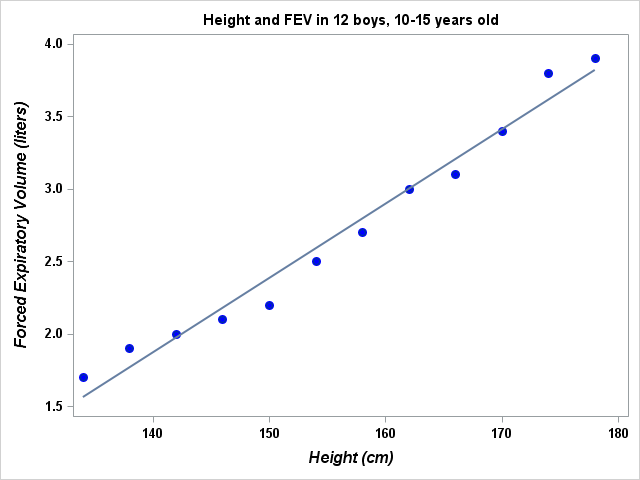 Height and FEV in 12 boys, 10-15 years old
4.0
3.5
3.0
2.5
2.0
1.5
Forced Expiratory Volume (liters)
140 150 160 170 180
Height (cm)